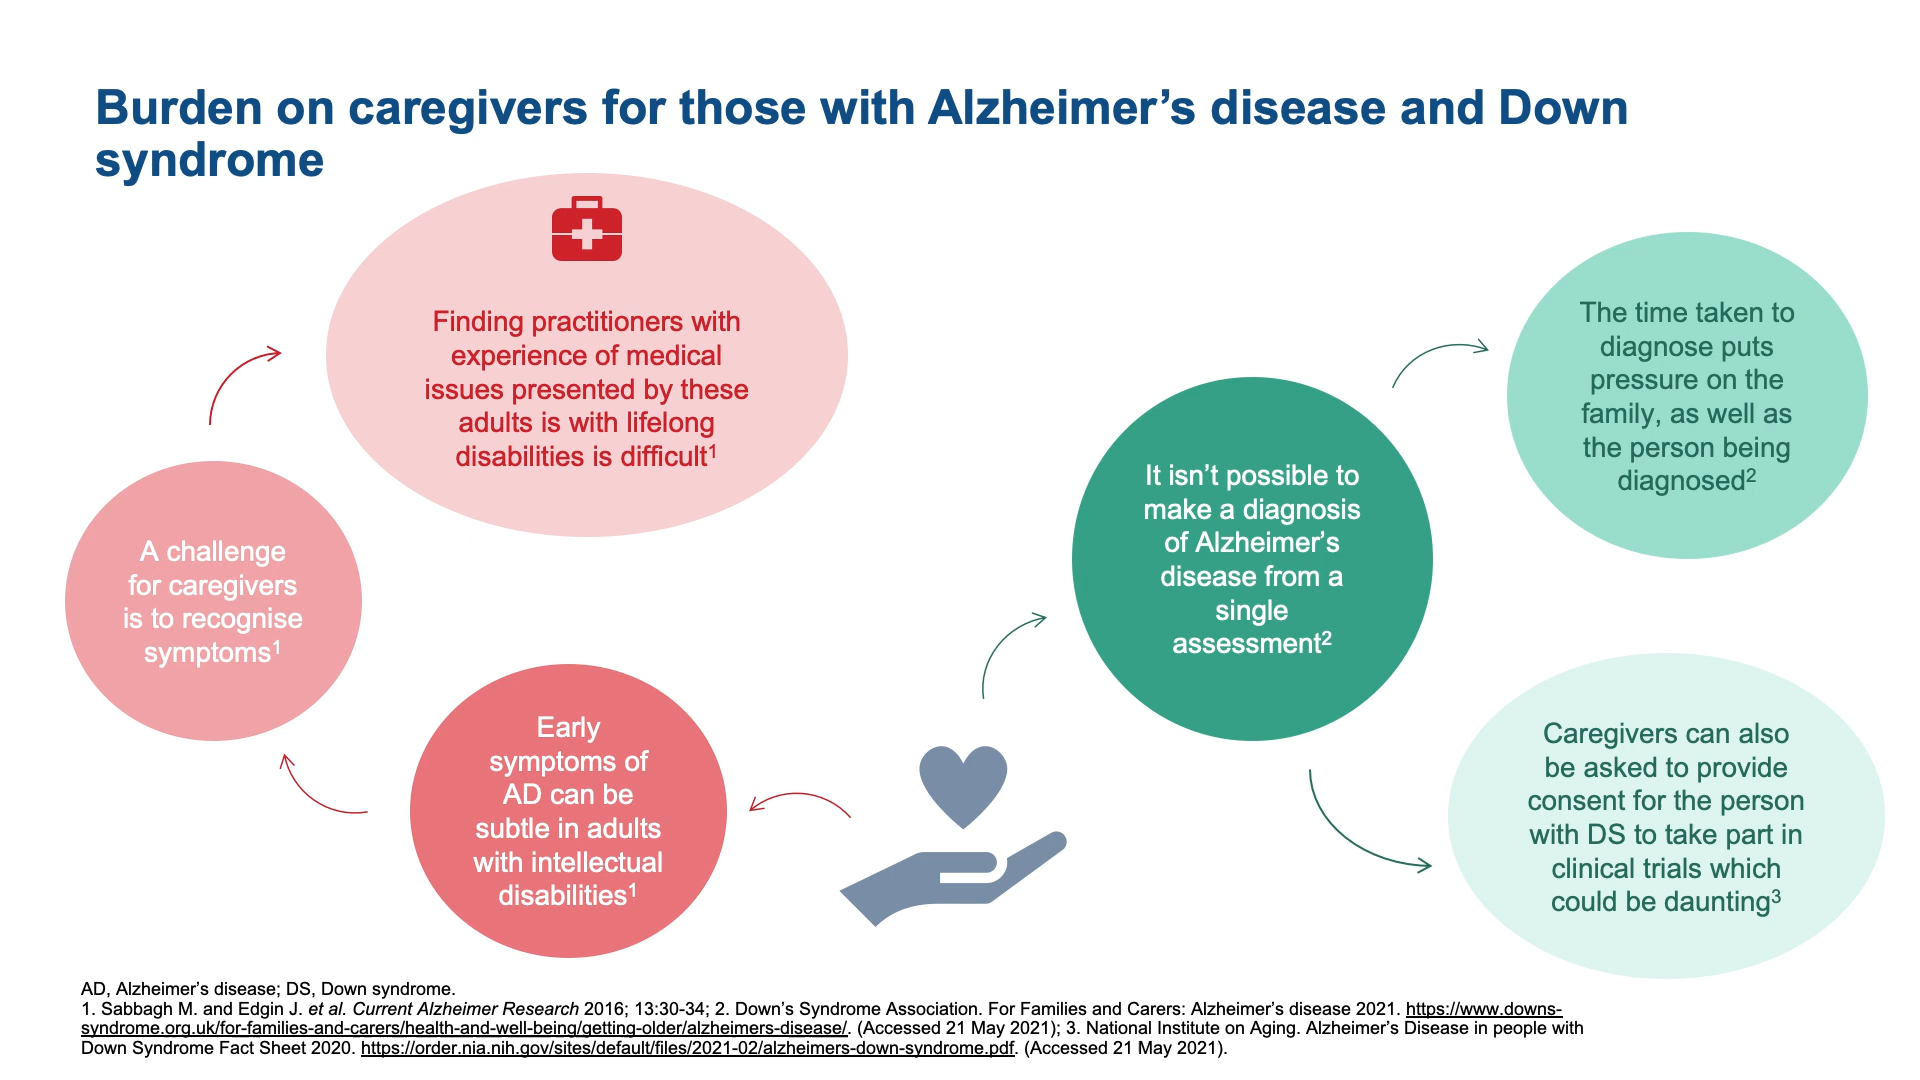 Burden on caregivers for those with Alzheimer’s disease and Down
syndrome
Finding practitioners with
experience of medical
issues presented by these
adults is with lifelong
disabilities is difficult¹
A challenge
for caregivers
is to recognise
symptoms¹
Early
symptoms of
AD can be
subtle in adults
with intellectual
disabilities¹
It isn’t possible to
make a diagnosis
of Alzheimer’s
disease from a
single
assessment²
The time taken to
diagnose puts
pressure on the
family, as well as
the person being
diagnosed²
Caregivers can also
be asked to provide
consent for the person
with DS to take part in
clinical trials which
could be daunting³
AD, Alzheimer’s disease; DS, Down syndrome.
1. Sabbagh M. and Edgin J. et al. Current Alzheimer Research 2016; 13:30-34; 2. Down’s Syndrome Association. For Families and Carers: Alzheimer’s disease 2021. https://www.downs-
syndrome.org.uk/for-families-and-carers/health-and-well-being/getting-older/alzheimers-disease/. (Accessed 21 May 2021); 3. National Institute on Aging. Alzheimer’s Disease in people with
Down Syndrome Fact Sheet 2020. https://order.nia.nih.gov/sites/default/files/2021-02/alzheimers-down-syndrome.pdf. (Accessed 21 May 2021).